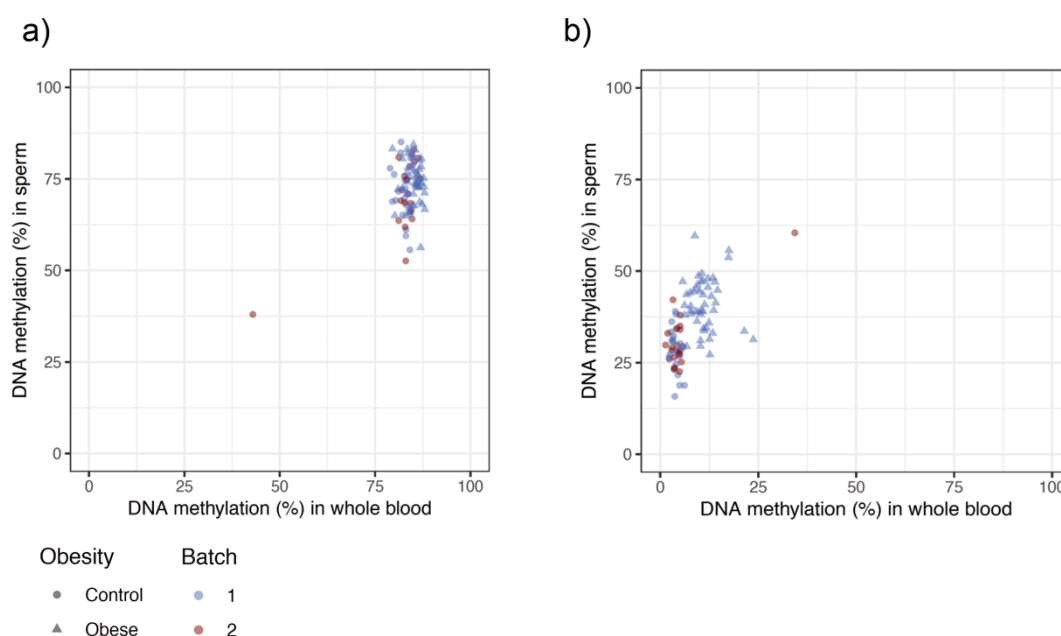 a)
DNA methylation (%) in sperm
100
75
50
25
0
0 25 50 75 100
DNA methylation (%) in whole blood
b)
DNA methylation (%) in sperm
100
75
50
25
0
0 25 50 75 100
DNA methylation (%) in whole blood
Obesity Batch
Control 1
Obese 2